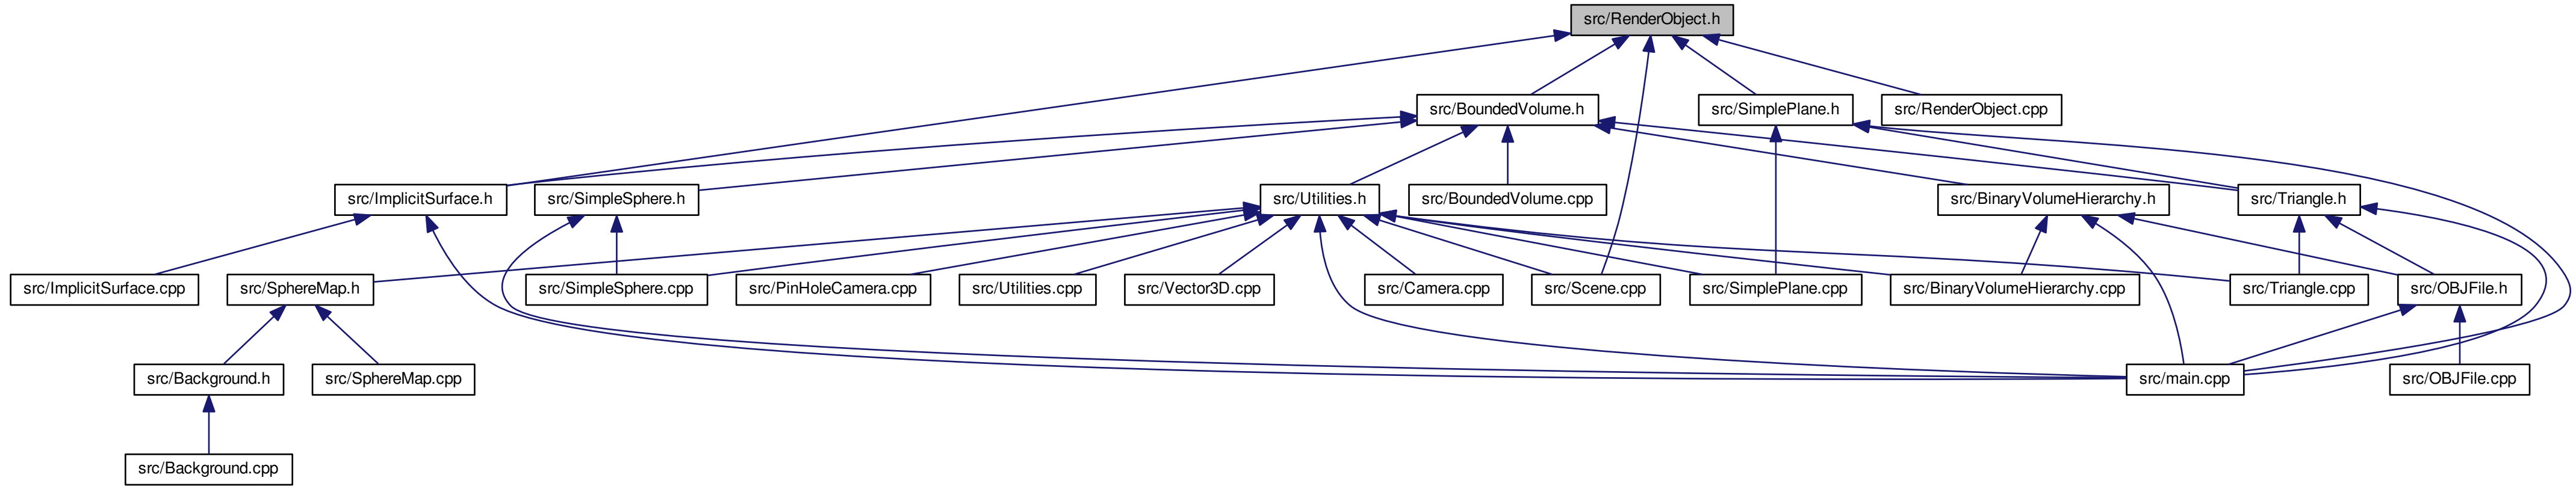 src/RenderObject.h
src/BoundedVolume.h
src/SimplePlane.h
src/RenderObject.cpp
src/ImplicitSurface.h
src/SimpleSphere.h
src/Utilities.h
src/BoundedVolume.cpp
src/BinaryVolumeHierarchy.h
src/Triangle.h
src/ImplicitSurface.cpp
src/SphereMap.h
src/SimpleSphere.cpp
src/PinHoleCamera.cpp
src/Utilities.cpp
src/Vector3D.cpp
src/Camera.cpp
src/Scene.cpp
src/SimplePlane.cpp
src/BinaryVolumeHierarchy.cpp
src/Triangle.cpp
src/OBJFile.h
src/Background.h
src/SphereMap.cpp
src/main.cpp
src/OBJFile.cpp
src/Background.cpp